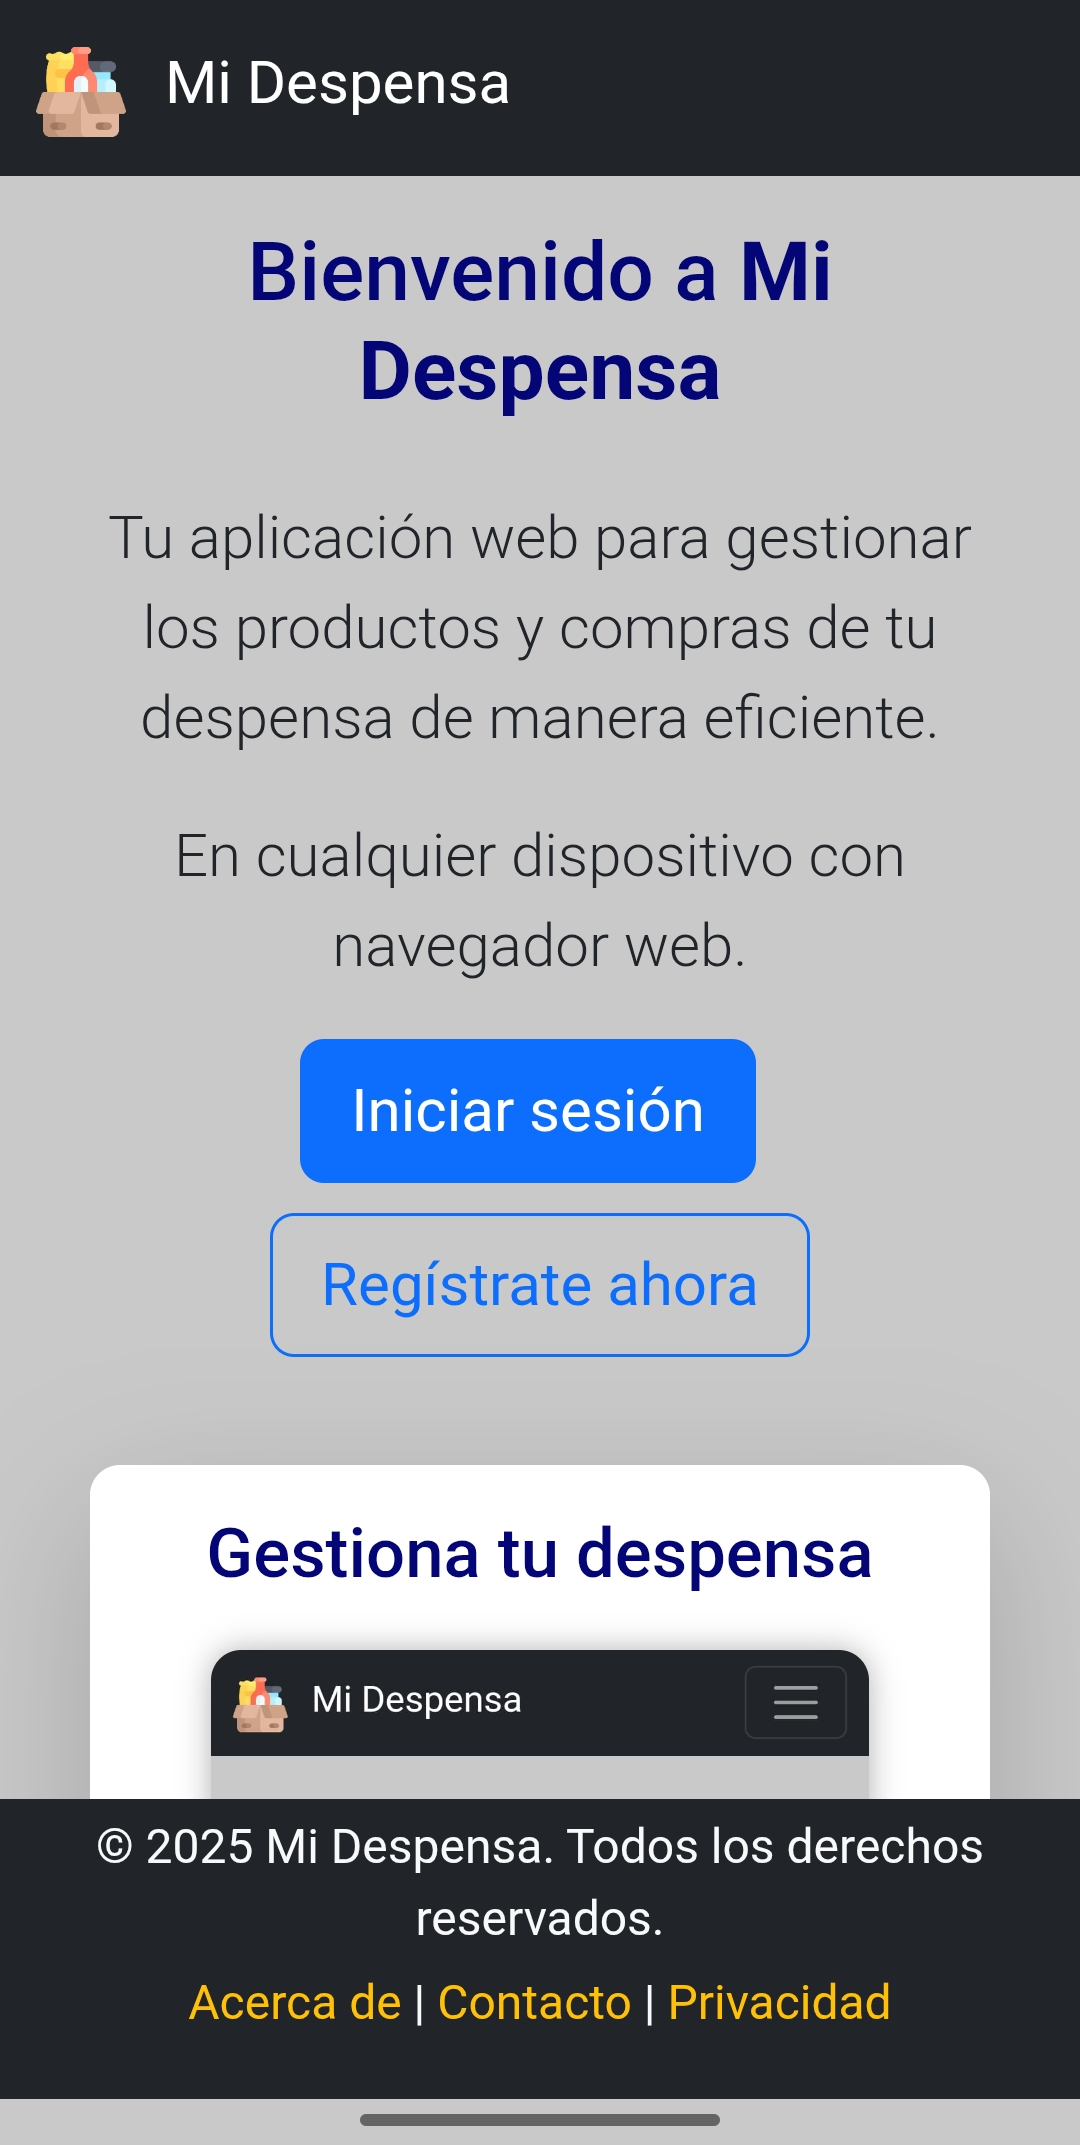 Mi Despensa
Bienvenido a Mi
Despensa
Tu aplicación web para gestionar
los productos y compras de tu
despensa de manera eficiente.
En cualquier dispositivo con
navegador web.
Iniciar sesión
Regístrate ahora
Gestiona tu despensa
Mi Despensa
© 2025 Mi Despensa. Todos los derechos
reservados.
Acerca de | Contacto | Privacidad